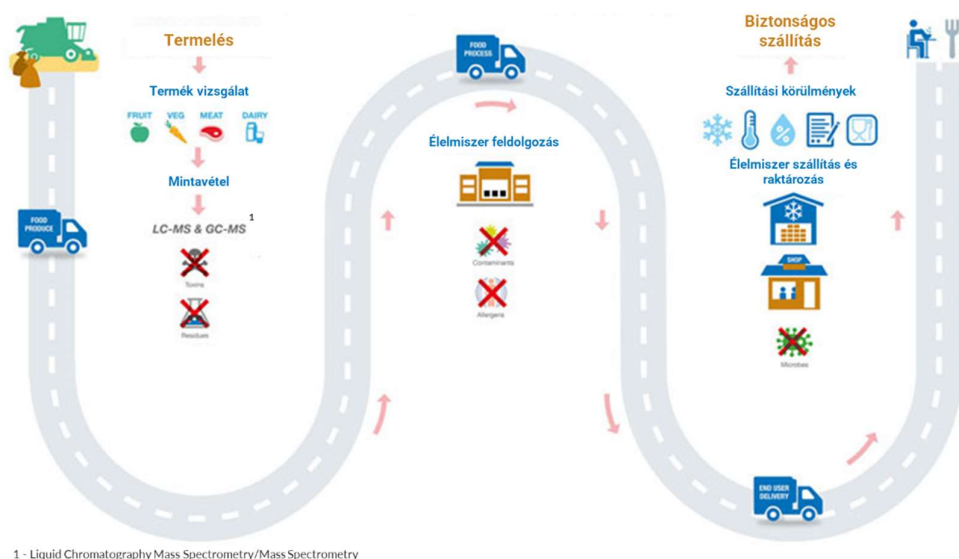 Termelés
Termék vizsgálat
FRUIT VEG MEAT DAIRY
Mintavétel
LC-MS & GC-MS 1
Toxins
Residues
FOOD
PRODUCE
FOOD
PROCESS
Élelmiszer feldolgozás
Contaminants
Allergens
Biztonságos
szállítás
Szállítási körülmények
%
Élelmiszer szállítás és
raktározás
SHOP
Microbes
END USER
DELIVERY
1 - Liquid Chromatography Mass Spectrometry/Mass Spectrometry